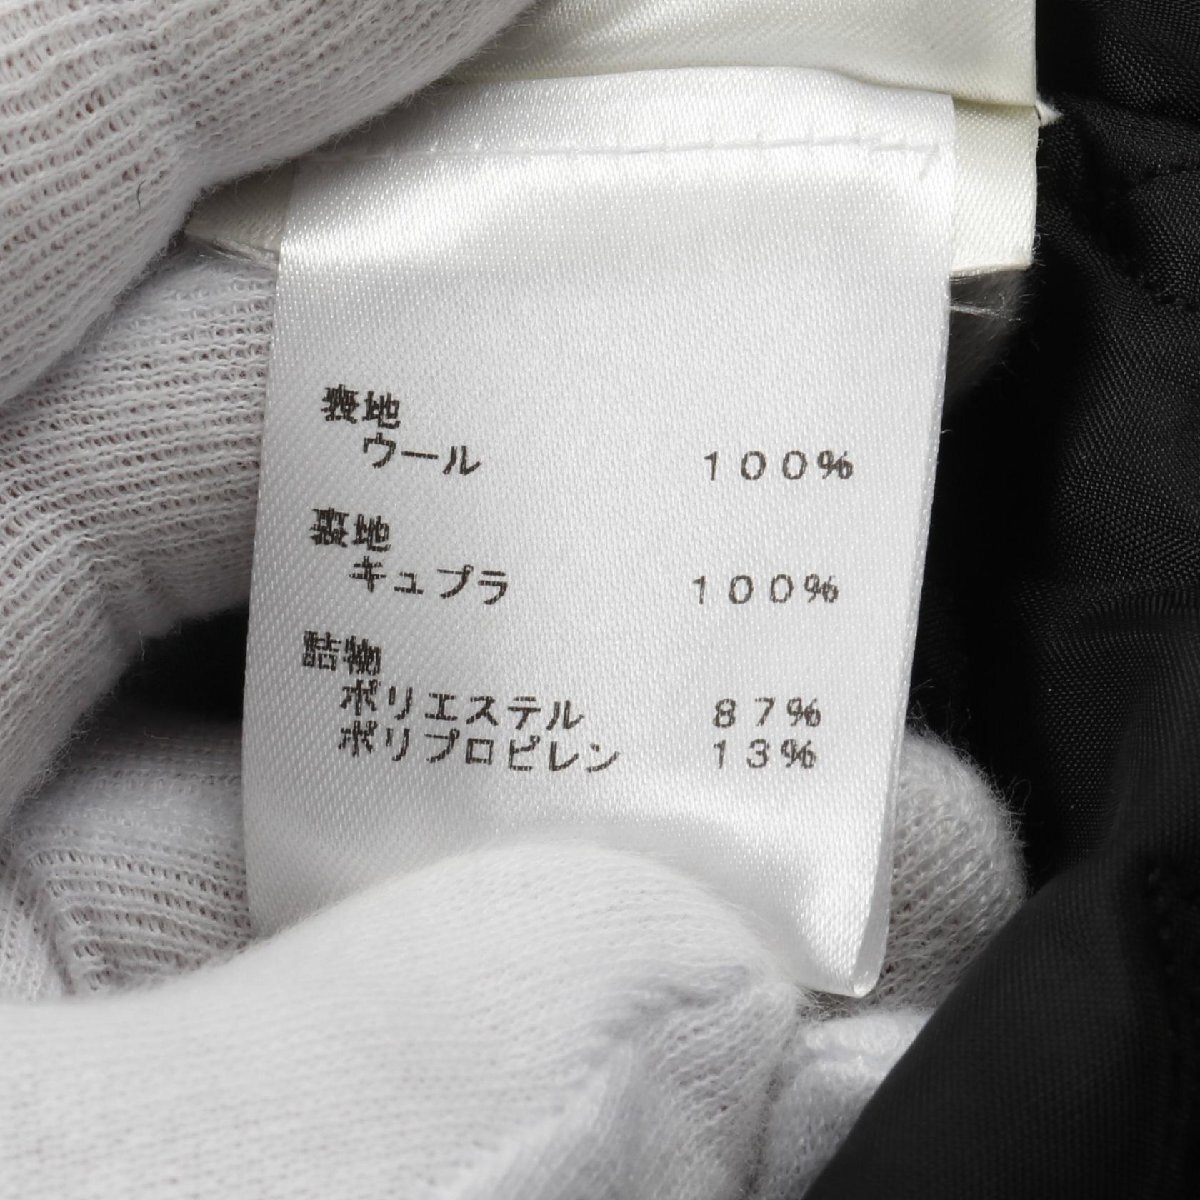 表地
ウール 100%
裏地
キュプラ 100%
詰物
ポリエステル 87%
ポリプロピレン 13%